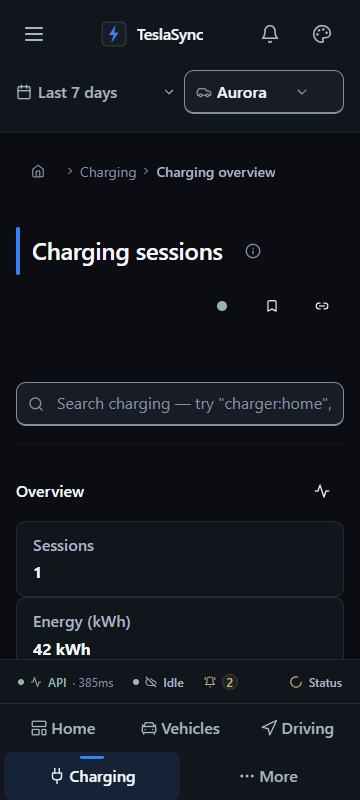 TeslaSync
Last 7 days
Aurora
Charging
Charging overview
Charging sessions
Search charging — try "charger:home",
Overview
Sessions
1
Energy (kWh)
42 kWh
API · 385ms
Idle
2
Status
Home
Vehicles
Driving
Charging
More